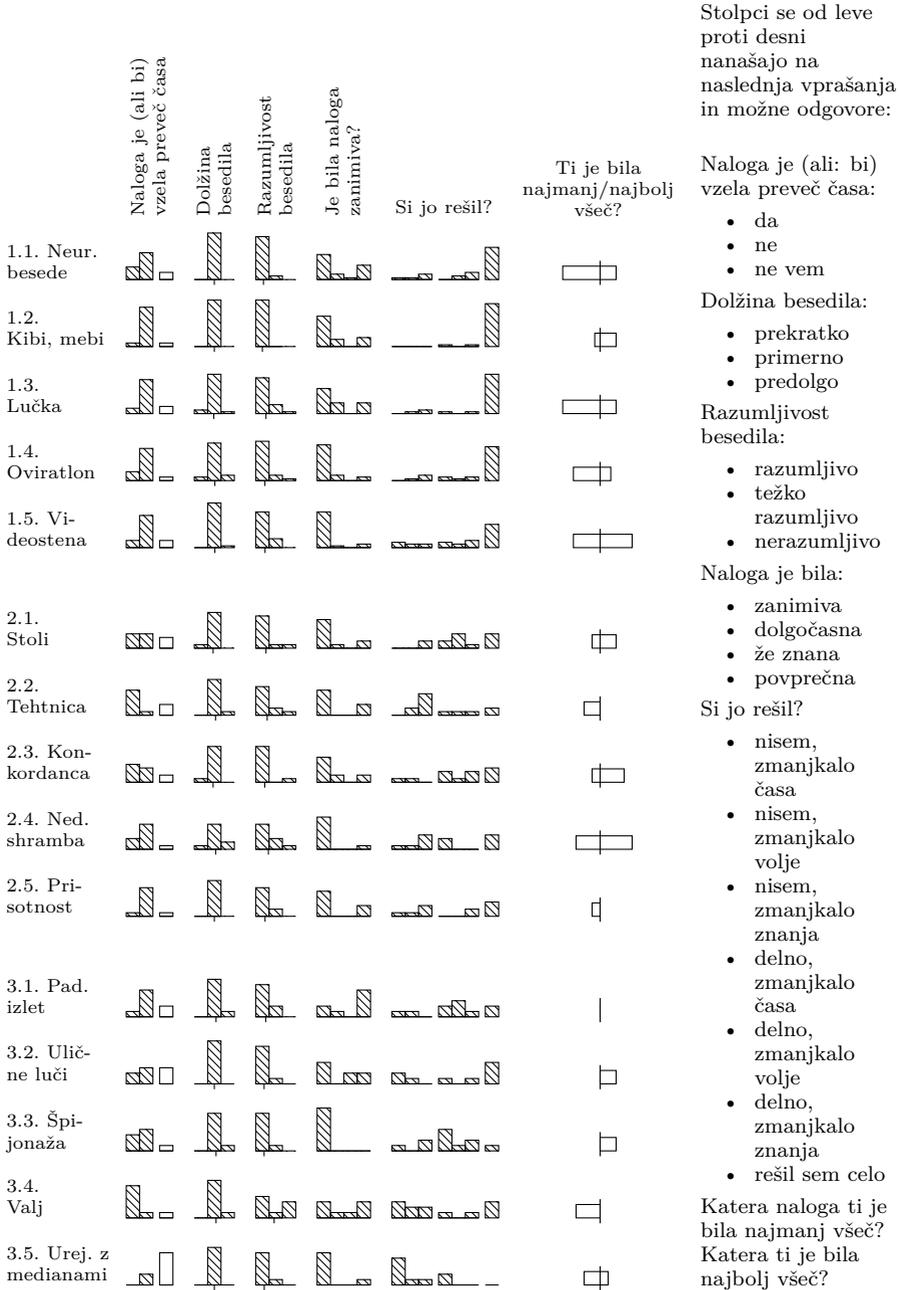 Naloga je (ali bi)
vzela preveč časa
Dolžina
besedila
Razumljivost
besedila
Je bila naloga
zanimiva?
Si jo rešil?
Ti je bila
najmanj/najbolj
všeč?
1.1. Neur.
besede
1.2.
Kibi, mebi
1.3.
Lučka
1.4.
Oviratlon
1.5. Vi-
deostena
2.1.
Stoli
2.2.
Tehtnica
2.3. Kon-
kordanca
2.4. Ned.
shramba
2.5. Pri-
sotnost
3.1. Pad.
izlet
3.2. Ulič-
ne luči
3.3. Špi-
jonaža
3.4.
Valj
3.5. Urej. z
medianami
Stolpci se od leve
proti desni
nanašajo na
naslednja vprašanja
in možne odgovore:
Naloga je (ali: bi)
vzela preveč časa:
• da
• ne
• ne vem
Dolžina besedila:
• prekratko
• primerno
• predolgo
Razumljivost
besedila:
• razumljivo
• težko
razumljivo
• nerazumljivo
Naloga je bila:
• zanimiva
• dolgočasna
• že znana
• povprečna
Si jo rešil?
• nisem,
zmanjkalo
časa
• nisem,
zmanjkalo
volje
• nisem,
zmanjkalo
znanja
• delno,
zmanjkalo
časa
• delno,
zmanjkalo
volje
• delno,
zmanjkalo
znanja
• rešil sem celo
Katera naloga ti je
bila najmanj všeč?
Katera ti je bila
najbolj všeč?